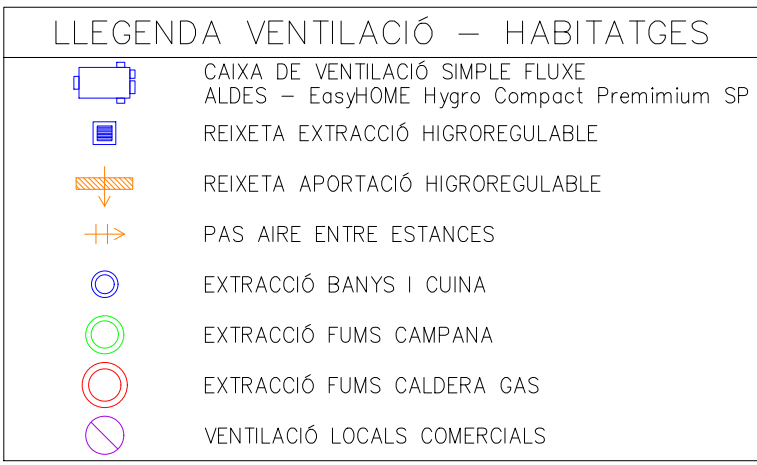 LLEGENDA VENTILACIÓ – HABITATGES
CAIXA DE VENTILACIÓ SIMPLE FLUXE
ALDES – EasyHOME Hygro Compact Premimium SP
REIXETA EXTRACCIÓ HIGROREGULABLE
REIXETA APORTACIÓ HIGROREGULABLE
PAS AIRE ENTRE ESTANCES
EXTRACCIÓ BANYS I CUINA
EXTRACCIÓ FUMS CAMPANA
EXTRACCIÓ FUMS CALDERA GAS
VENTILACIÓ LOCALS COMERCIALS